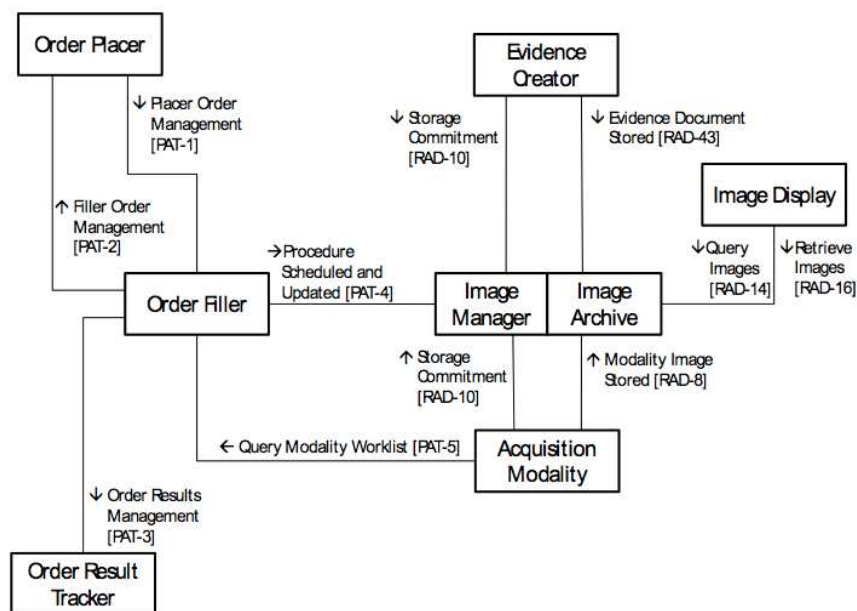 Order Placer
Evidence
Creator
↓ Placer Order
Management
[PAT-1]
↓ Storage
Commitment
[RAD-10]
↓ Evidence Document
Stored [RAD-43]
Image Display
↑ Filler Order
Management
[PAT-2]
→Procedure
Scheduled and
Updated [PAT-4]
↓Query
Images
[RAD-14]
↓Retrieve
Images
[RAD-16]
Order Filler
Image
Manager
Image
Archive
↑ Storage
Commitment
[RAD-10]
↑ Modality Image
Stored [RAD-8]
← Query Modality Worklist [PAT-5]
Acquisition
Modality
↓ Order Results
Management
[PAT-3]
Order Result
Tracker